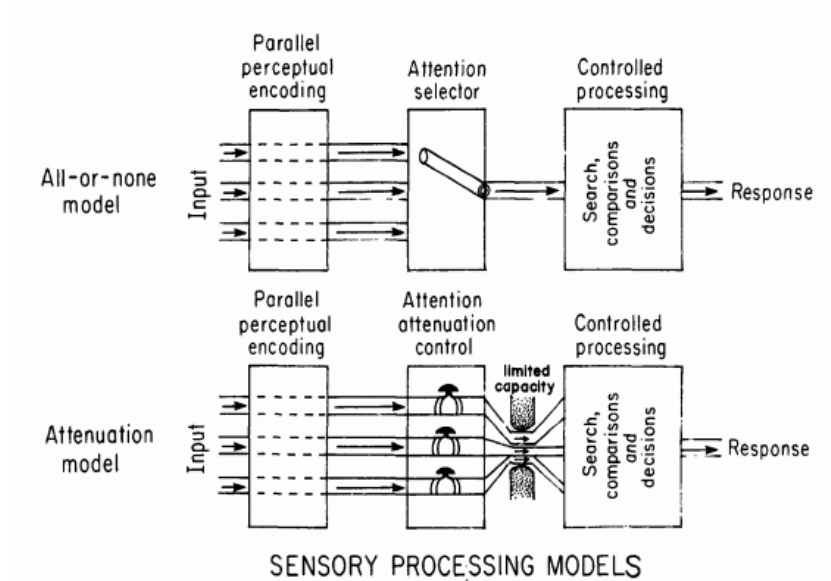 Parallel
perceptual
encoding
Attention
selector
Controlled
processing
All-or-none
model
Input
Search,
comparisons
and
decisions
Response
Parallel
perceptual
encoding
Attention
attenuation
control
limited
capacity
Controlled
processing
Attenuation
model
Input
Search,
comparisons
and
decisions
Response
SENSORY PROCESSING MODELS